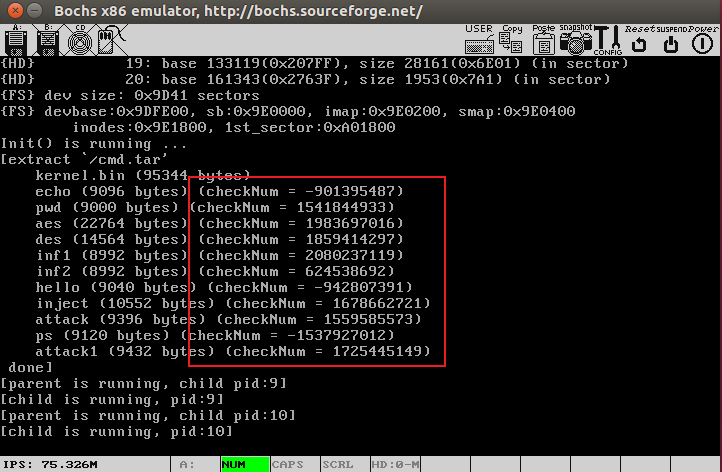 Bochs x86 emulator, http://bochs.sourceforge.net/
A: B: CD USER Copy Paste snapshot CONFIG Reset SUSPEND Power
{HD} 19: base 133119(0x207FF), size 28161(0x6E01) (in sector)
{HD} 20: base 161343(0x2763F), size 1953(0x7A1) (in sector)
{FS} dev size: 0x9D41 sectors
{FS} devbase:0x9DFE00, sb:0x9E0000, imap:0x9E0200, smap:0x9E0400
inodes:0x9E1800, 1st_sector:0xA01800
Init() is running ...
[extract `/cmd.tar'
kernel.bin (95344 bytes)
echo (9096 bytes) (checkNum = -901395487)
pwd (9000 bytes) (checkNum = 1541844933)
aes (22764 bytes) (checkNum = 1983697016)
des (14564 bytes) (checkNum = 1859414297)
inf1 (8992 bytes) (checkNum = 2080237119)
inf2 (8992 bytes) (checkNum = 624538692)
hello (9040 bytes) (checkNum = -942807391)
inject (10552 bytes) (checkNum = 1678662721)
attack (9396 bytes) (checkNum = 1559585573)
ps (9120 bytes) (checkNum = -1537927012)
attack1 (9432 bytes) (checkNum = 1725445149)
done]
[parent is running, child pid:9]
[child is running, pid:9]
[parent is running, child pid:10]
[child is running, pid:10]
IPS: 75.326M A: NUM CAPS SCRL HD:0-M